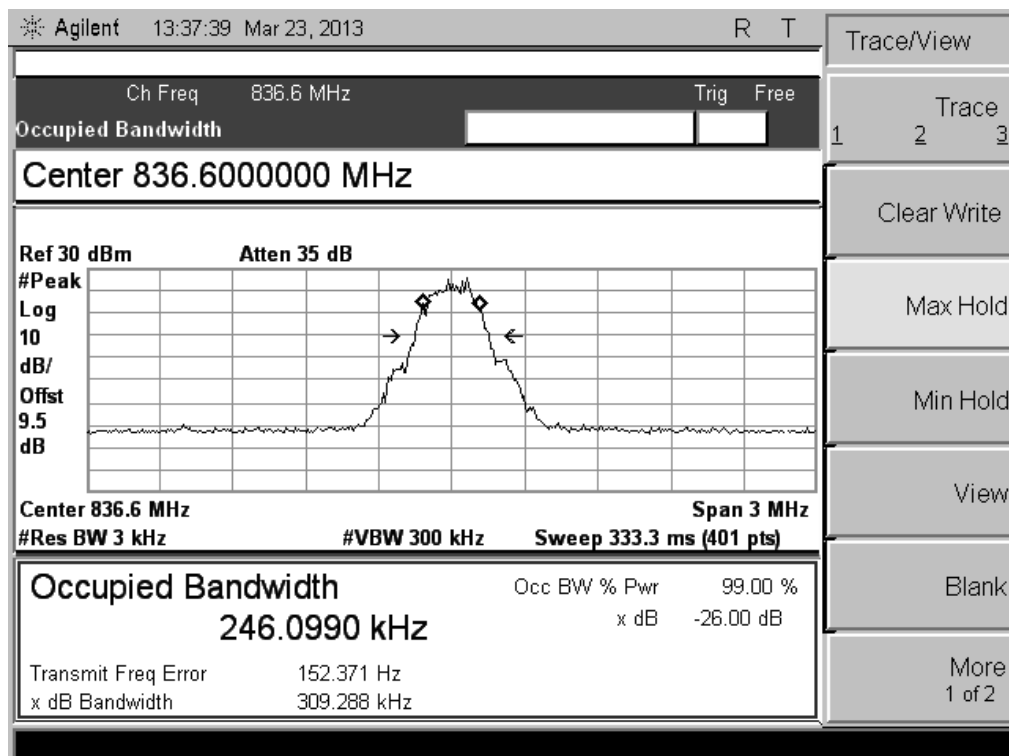 Agilent 13:37:39 Mar 23, 2013 R T
Trace/View
Ch Freq 836.6 MHz Trig Free
Occupied Bandwidth
Trace
1 2 3
Center 836.6000000 MHz
Clear Write
Ref 30 dBm Atten 35 dB
#Peak
Log
10
dB/
Offst
9.5
dB
Max Hold
Min Hold
View
Center 836.6 MHz Span 3 MHz
#Res BW 3 kHz #VBW 300 kHz Sweep 333.3 ms (401 pts)
Occupied Bandwidth Occ BW % Pwr 99.00 %
246.0990 kHz x dB -26.00 dB
Blank
Transmit Freq Error 152.371 Hz
x dB Bandwidth 309.288 kHz
More
1 of 2